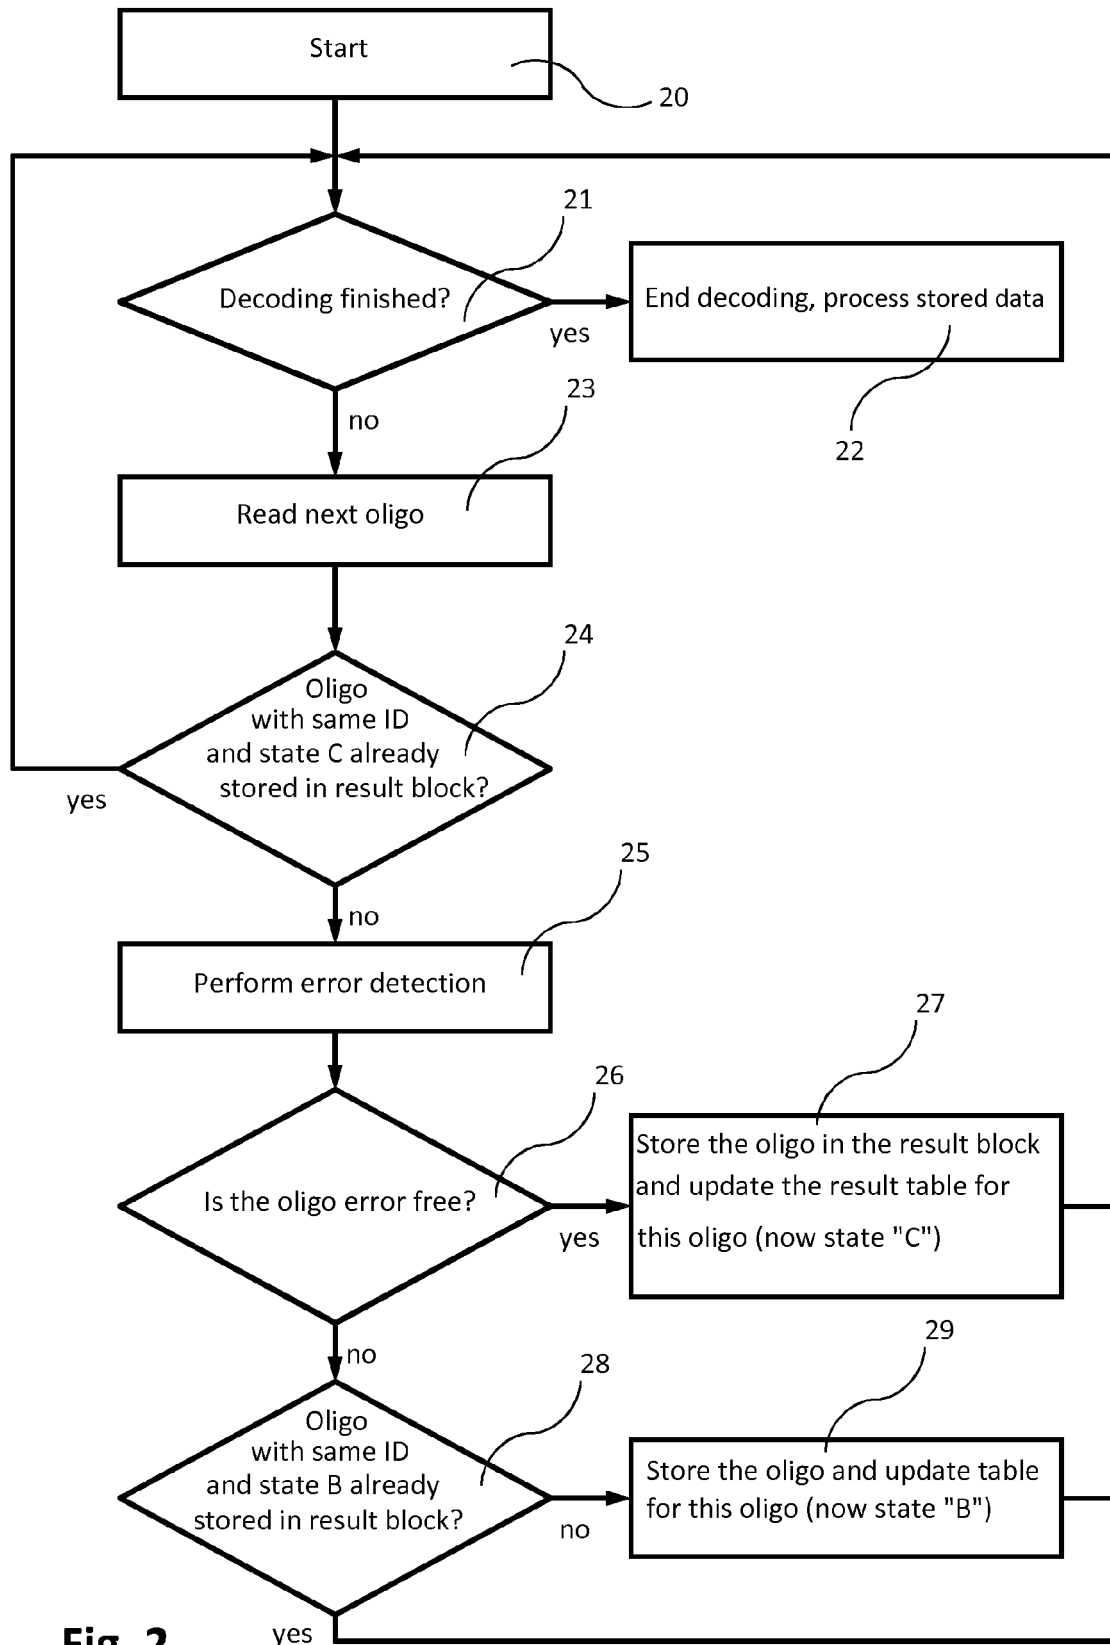 Start
20
21
Decoding finished?
End decoding, process stored data
yes
22
no
23
Read next oligo
24
Oligo
with same ID
and state C already
stored in result block?
yes
no
25
Perform error detection
26
27
Is the oligo error free?
yes
Store the oligo in the result block
and update the result table for
this oligo (now state "C")
no
28
29
Oligo
with same ID
and state B already
stored in result block?
no
Store the oligo and update table
for this oligo (now state "B")
yes
Fig. 2